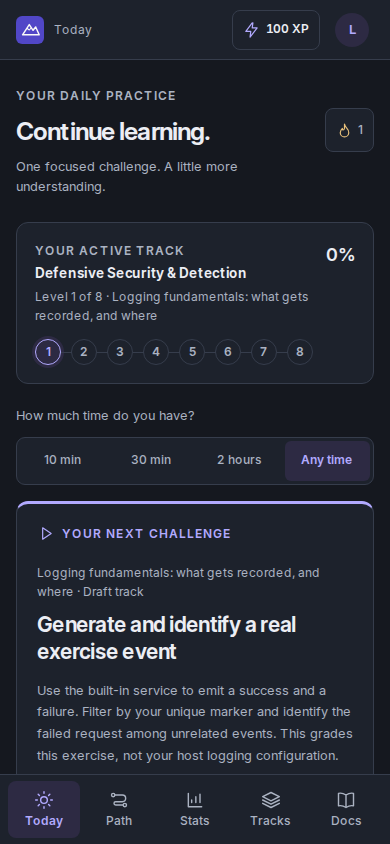 Today
100 XP
L
YOUR DAILY PRACTICE
Continue learning.
1
One focused challenge. A little more
understanding.
YOUR ACTIVE TRACK
0%
Defensive Security & Detection
Level 1 of 8 · Logging fundamentals: what gets
recorded, and where
1 2 3 4 5 6 7 8
How much time do you have?
10 min 30 min 2 hours Any time
YOUR NEXT CHALLENGE
Logging fundamentals: what gets recorded, and
where · Draft track
Generate and identify a real
exercise event
Use the built-in service to emit a success and a
failure. Filter by your unique marker and identify the
failed request among unrelated events. This grades
this exercise, not your host logging configuration.
Today Path Stats Tracks Docs